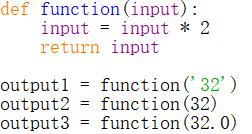 def function(input):
    input = input * 2
    return input

output1 = function('32')
output2 = function(32)
output3 = function(32.0)